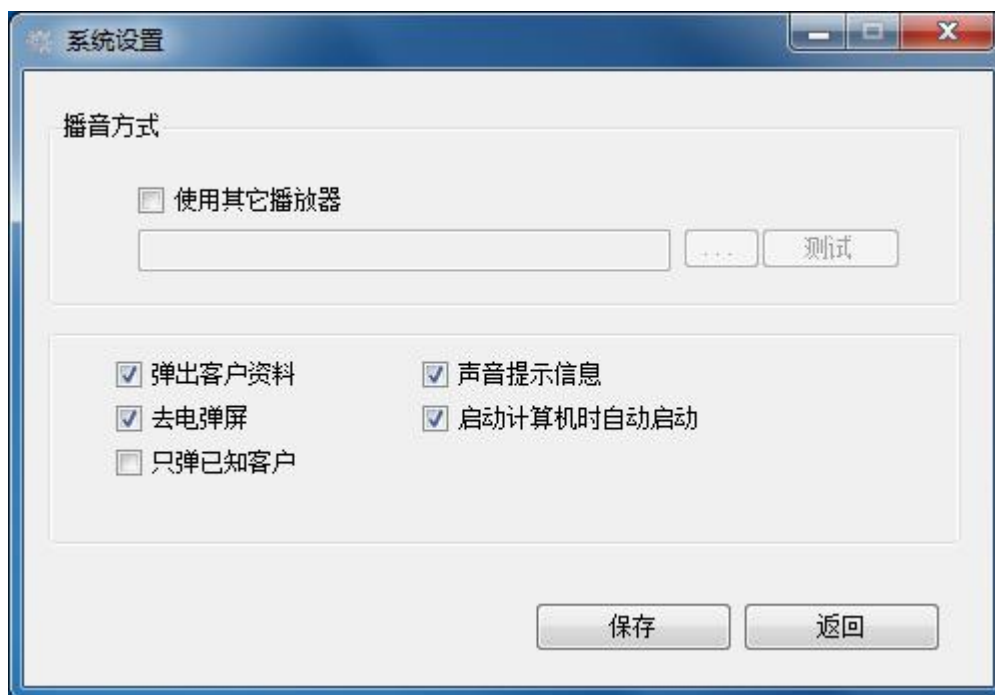 系统设置
播音方式
使用其它播放器
... 测试
弹出客户资料 声音提示信息
去电弹屏 启动计算机时自动启动
只弹已知客户
保存 返回